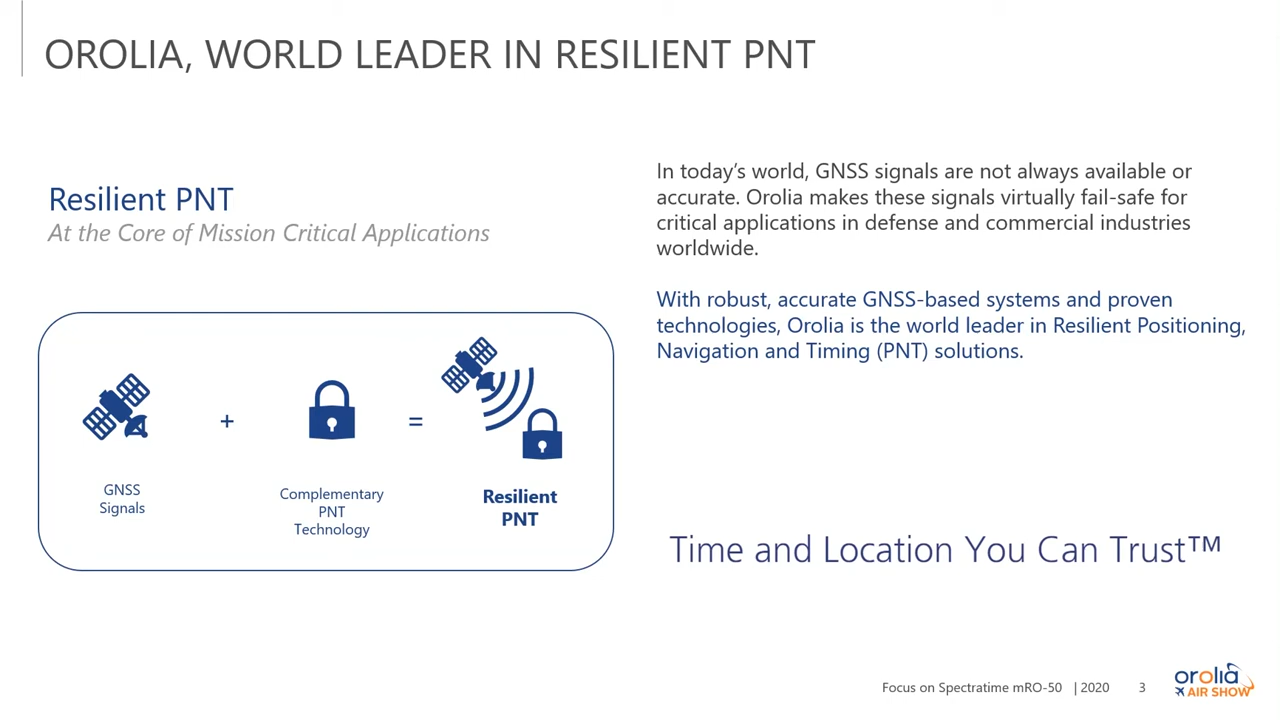 OROLIA, WORLD LEADER IN RESILIENT PNT
Resilient PNT
At the Core of Mission Critical Applications
GNSS
Signals
+
Complementary
PNT
Technology
=
Resilient
PNT
In today's world, GNSS signals are not always available or
accurate. Orolia makes these signals virtually fail-safe for
critical applications in defense and commercial industries
worldwide.
With robust, accurate GNSS-based systems and proven
technologies, Orolia is the world leader in Resilient Positioning,
Navigation and Timing (PNT) solutions.
Time and Location You Can Trust™
Focus on Spectratime mRO-50 | 2020 3
orolia
AIR SHOW